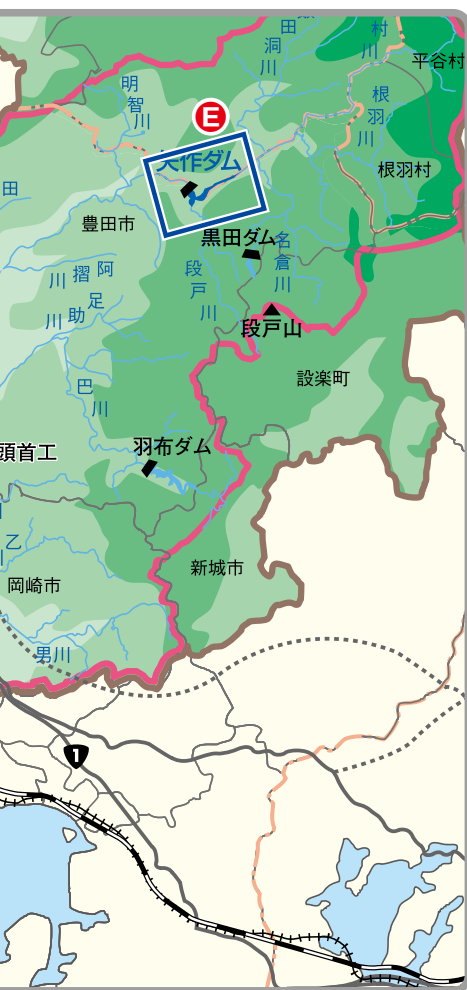 田
洞
川
村
川
平谷村
明
智
川
根
羽
川
E
矢作ダム
根羽村
田
豊田市
黒田ダム
名
倉
川
段
戸
川
阿
摺
川
足
助
川
段戸山
設楽町
巴
川
羽布ダム
頭首工
乙
川
新城市
岡崎市
男川
1